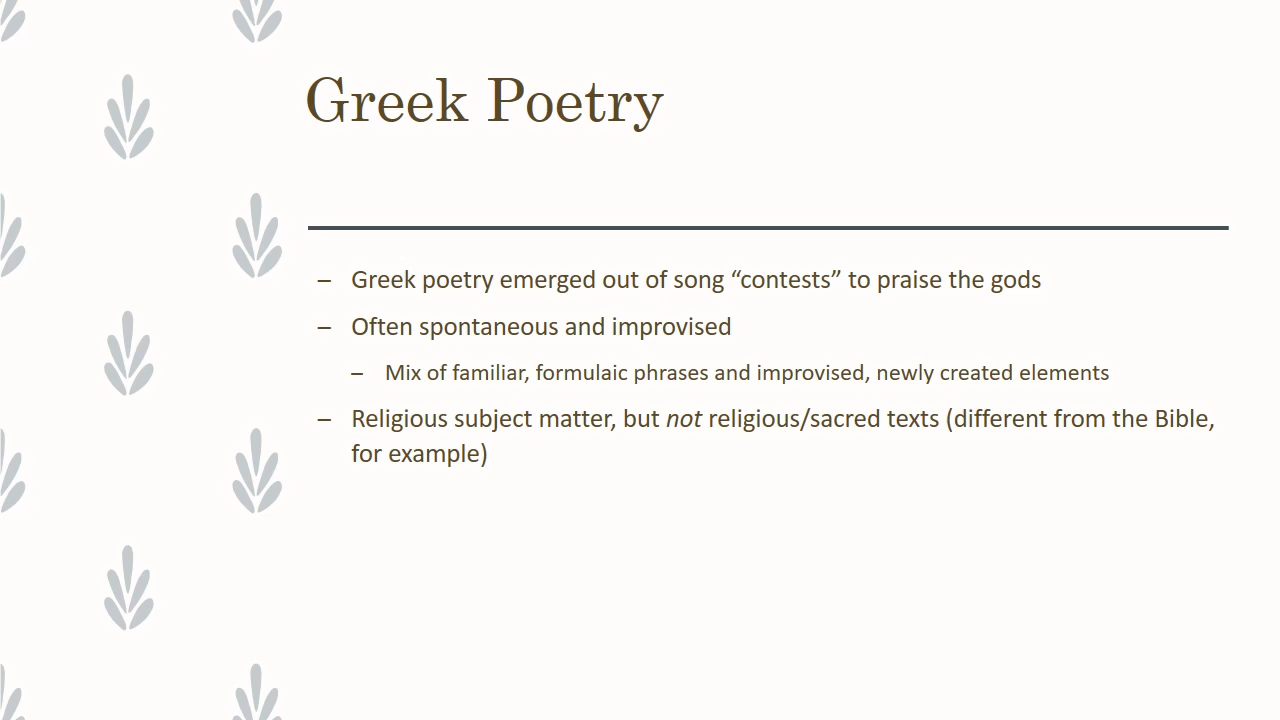 Greek Poetry
– Greek poetry emerged out of song “contests” to praise the gods
– Often spontaneous and improvised
– Mix of familiar, formulaic phrases and improvised, newly created elements
– Religious subject matter, but not religious/sacred texts (different from the Bible,
for example)